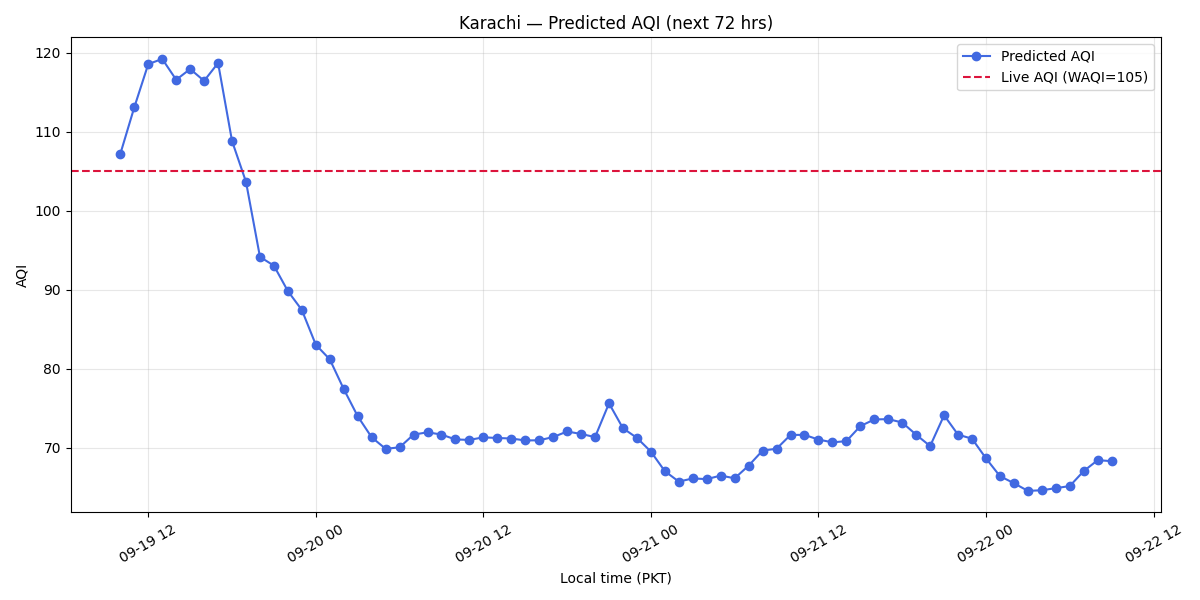 Karachi — Predicted AQI (next 72 hrs)
Predicted AQI
Live AQI (WAQI=105)
AQI
120
110
100
90
80
70
09-19 12
09-20 00
09-20 12
09-21 00
09-21 12
09-22 00
09-22 12
Local time (PKT)